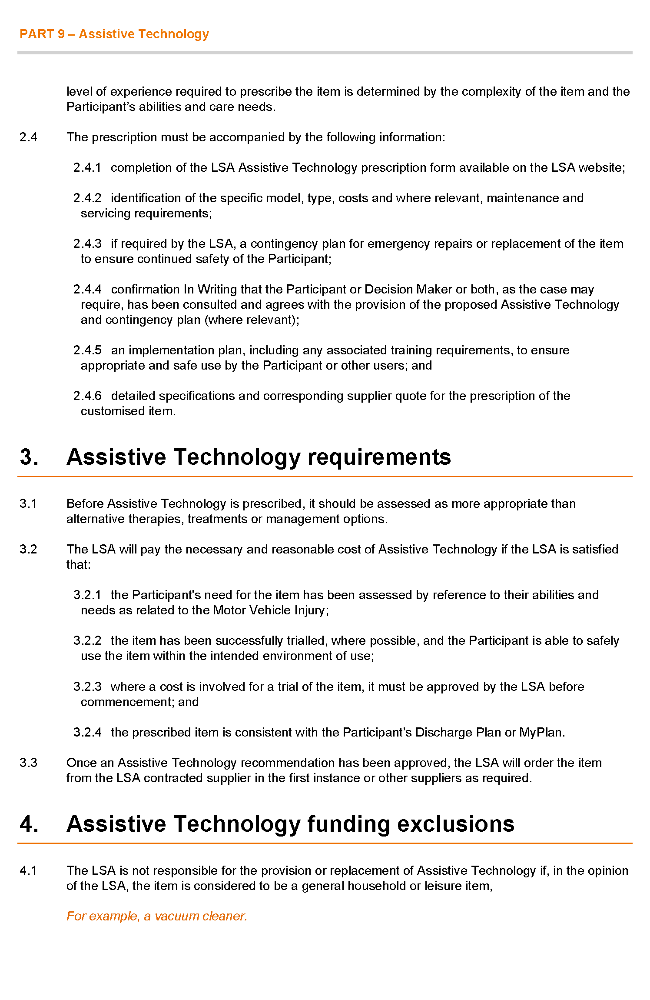 PART 9 – Assistive Technology
level of experience required to prescribe the item is determined by the complexity of the item and the
Participant’s abilities and care needs.
2.4 The prescription must be accompanied by the following information:
2.4.1 completion of the LSA Assistive Technology prescription form available on the LSA website;
2.4.2 identification of the specific model, type, costs and where relevant, maintenance and
servicing requirements;
2.4.3 if required by the LSA, a contingency plan for emergency repairs or replacement of the item
to ensure continued safety of the Participant;
2.4.4 confirmation In Writing that the Participant or Decision Maker or both, as the case may
require, has been consulted and agrees with the provision of the proposed Assistive Technology
and contingency plan (where relevant);
2.4.5 an implementation plan, including any associated training requirements, to ensure
appropriate and safe use by the Participant or other users; and
2.4.6 detailed specifications and corresponding supplier quote for the prescription of the
customised item.
3. Assistive Technology requirements
3.1 Before Assistive Technology is prescribed, it should be assessed as more appropriate than
alternative therapies, treatments or management options.
3.2 The LSA will pay the necessary and reasonable cost of Assistive Technology if the LSA is satisfied
that:
3.2.1 the Participant's need for the item has been assessed by reference to their abilities and
needs as related to the Motor Vehicle Injury;
3.2.2 the item has been successfully trialled, where possible, and the Participant is able to safely
use the item within the intended environment of use;
3.2.3 where a cost is involved for a trial of the item, it must be approved by the LSA before
commencement; and
3.2.4 the prescribed item is consistent with the Participant’s Discharge Plan or MyPlan.
3.3 Once an Assistive Technology recommendation has been approved, the LSA will order the item
from the LSA contracted supplier in the first instance or other suppliers as required.
4. Assistive Technology funding exclusions
4.1 The LSA is not responsible for the provision or replacement of Assistive Technology if, in the opinion
of the LSA, the item is considered to be a general household or leisure item,
For example, a vacuum cleaner.